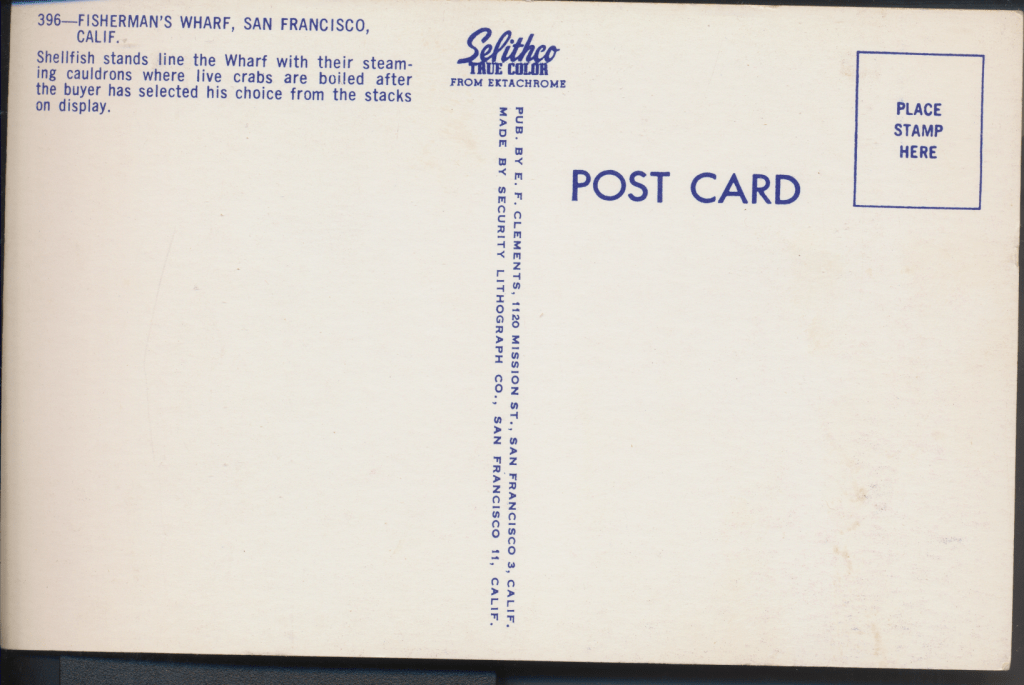 396—FISHERMAN'S WHARF, SAN FRANCISCO,
CALIF.
Shellfish stands line the Wharf with their steam-
ing cauldrons where live crabs are boiled after
the buyer has selected his choice from the stacks
on display.
Selithco
TRUE COLOR
FROM EKTACHROME
PUB. BY E. F. CLEMENTS, 1120 MISSION ST., SAN FRANCISCO 3, CALIF.
MADE BY SECURITY LITHOGRAPH CO., SAN FRANCISCO 11, CALIF.
POST CARD
PLACE
STAMP
HERE